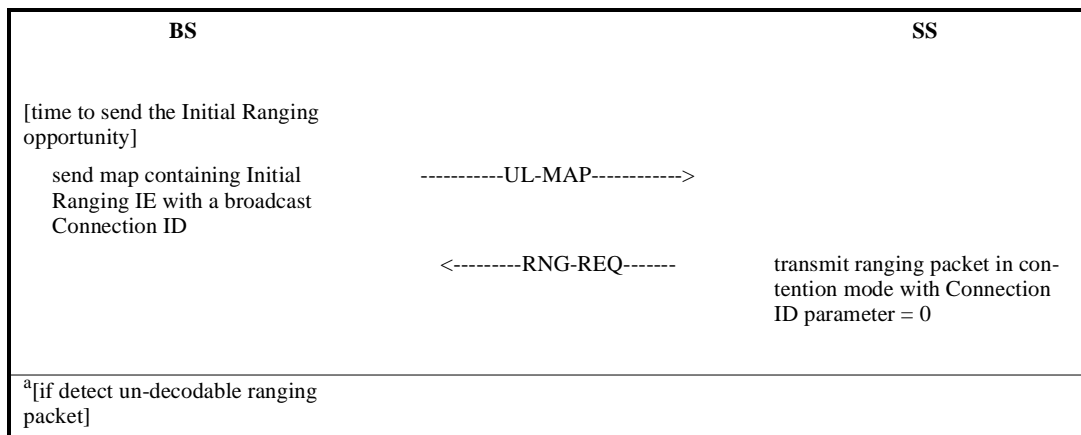 BS SS
[time to send the Initial Ranging
opportunity]
send map containing Initial
Ranging IE with a broadcast
Connection ID
-----------UL-MAP------------>
<---------RNG-REQ-------
transmit ranging packet in con-
tention mode with Connection
ID parameter = 0
a[if detect un-decodable ranging
packet]